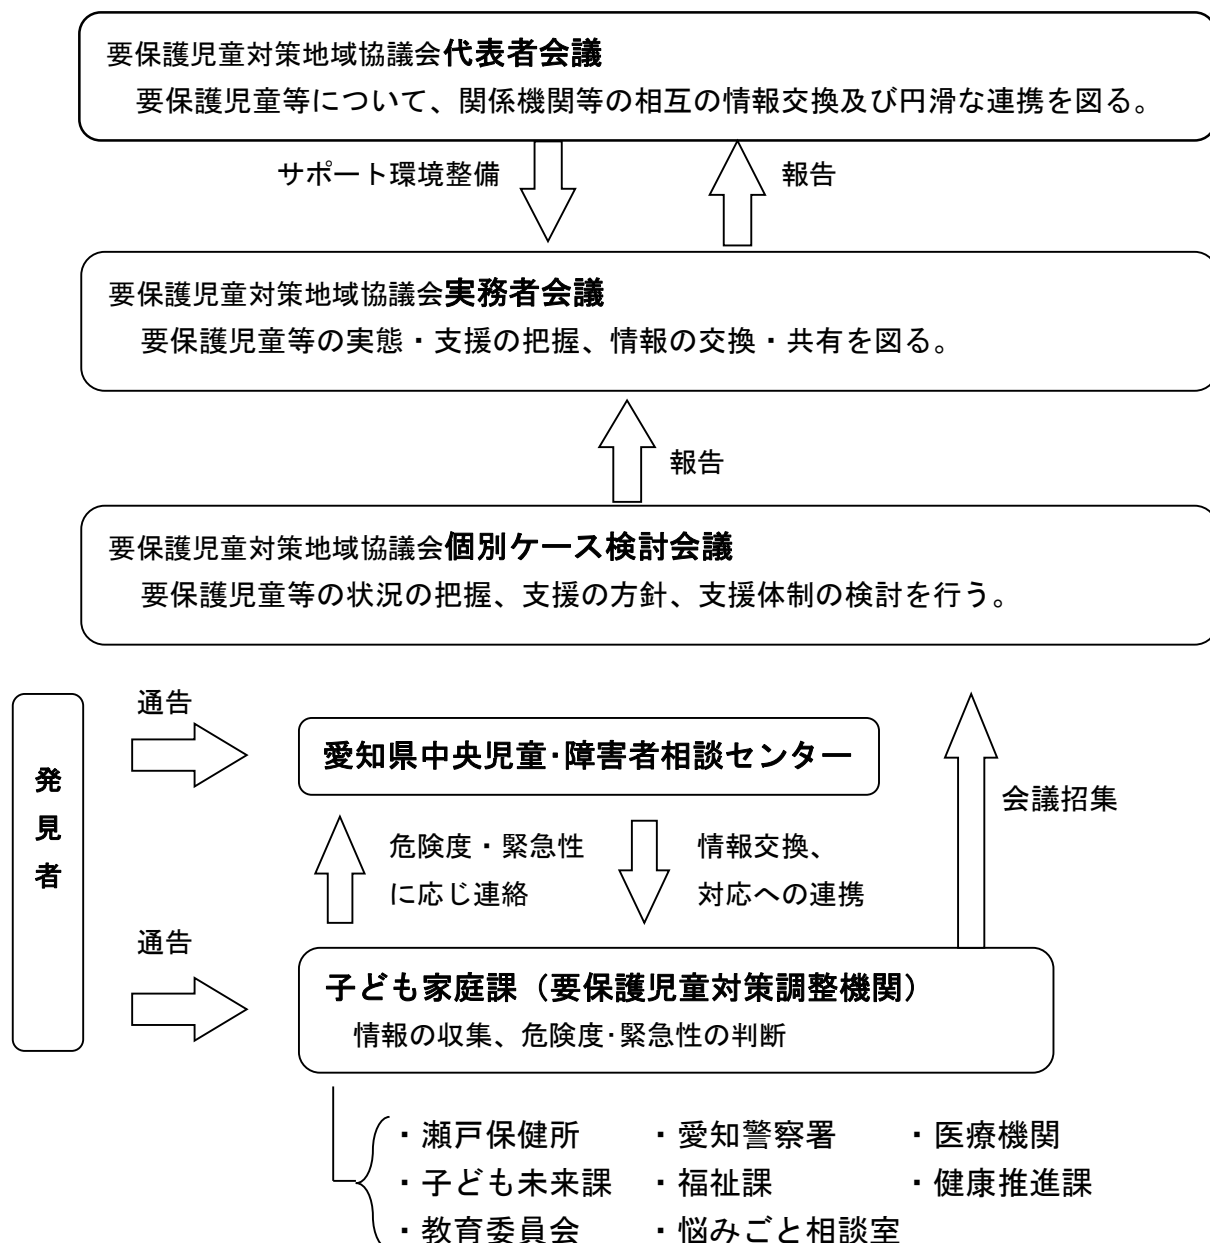 要保護児童対策地域協議会代表者会議
要保護児童等について、関係機関等の相互の情報交換及び円滑な連携を図る。
サポート環境整備
報告
要保護児童対策地域協議会実務者会議
要保護児童等の実態・支援の把握、情報の交換・共有を図る。
報告
要保護児童対策地域協議会個別ケース検討会議
要保護児童等の状況の把握、支援の方針、支援体制の検討を行う。
発見者
通告
愛知県中央児童・障害者相談センター
会議招集
危険度・緊急性
に応じ連絡
情報交換、
対応への連携
通告
子ども家庭課（要保護児童対策調整機関）
情報の収集、危険度・緊急性の判断
・瀬戸保健所 ・愛知警察署 ・医療機関
・子ども未来課 ・福祉課 ・健康推進課
・教育委員会 ・悩みごと相談室